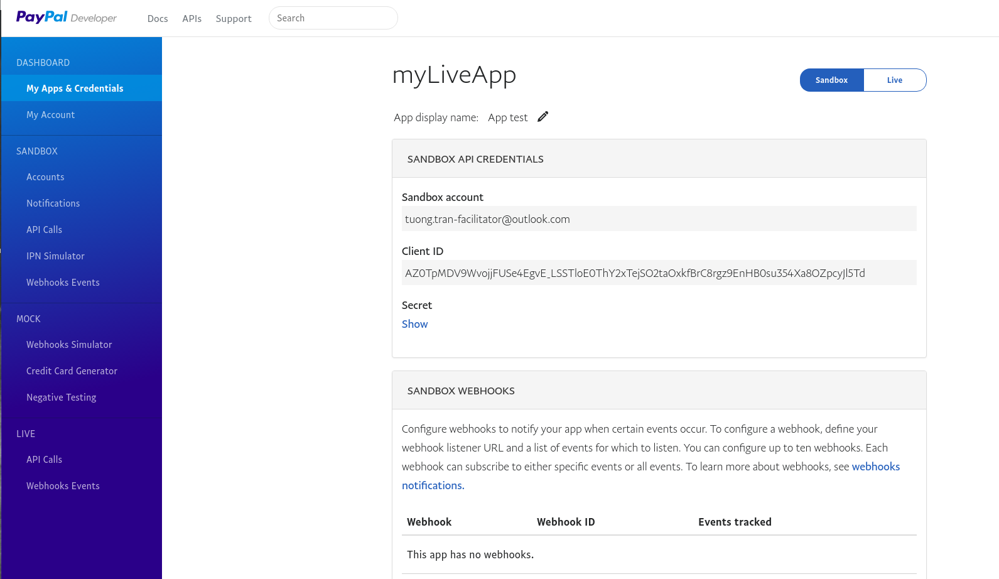 PayPal Developer
Docs
APIs
Support
Search
DASHBOARD
My Apps & Credentials
My Account
SANDBOX
Accounts
Notifications
API Calls
IPN Simulator
Webhooks Events
MOCK
Webhooks Simulator
Credit Card Generator
Negative Testing
LIVE
API Calls
Webhooks Events
myLiveApp
Sandbox
Live
App display name: App test
SANDBOX API CREDENTIALS
Sandbox account
tuong.tran-facilitator@outlook.com
Client ID
AZ0TpMDV9WvojjFUSe4EgvE_LSSTloE0ThY2xTejSO2taOxkfBrC8rgz9EnHB0su354Xa8OZpcyJl5Td
Secret
Show
SANDBOX WEBHOOKS
Configure webhooks to notify your app when certain events occur. To configure a webhook, define your
webhook listener URL and a list of events for which to listen. You can configure up to ten webhooks. Each
webhook can subscribe to either specific events or all events. To learn more about webhooks, see webhooks
notifications.
Webhook
Webhook ID
Events tracked
This app has no webhooks.